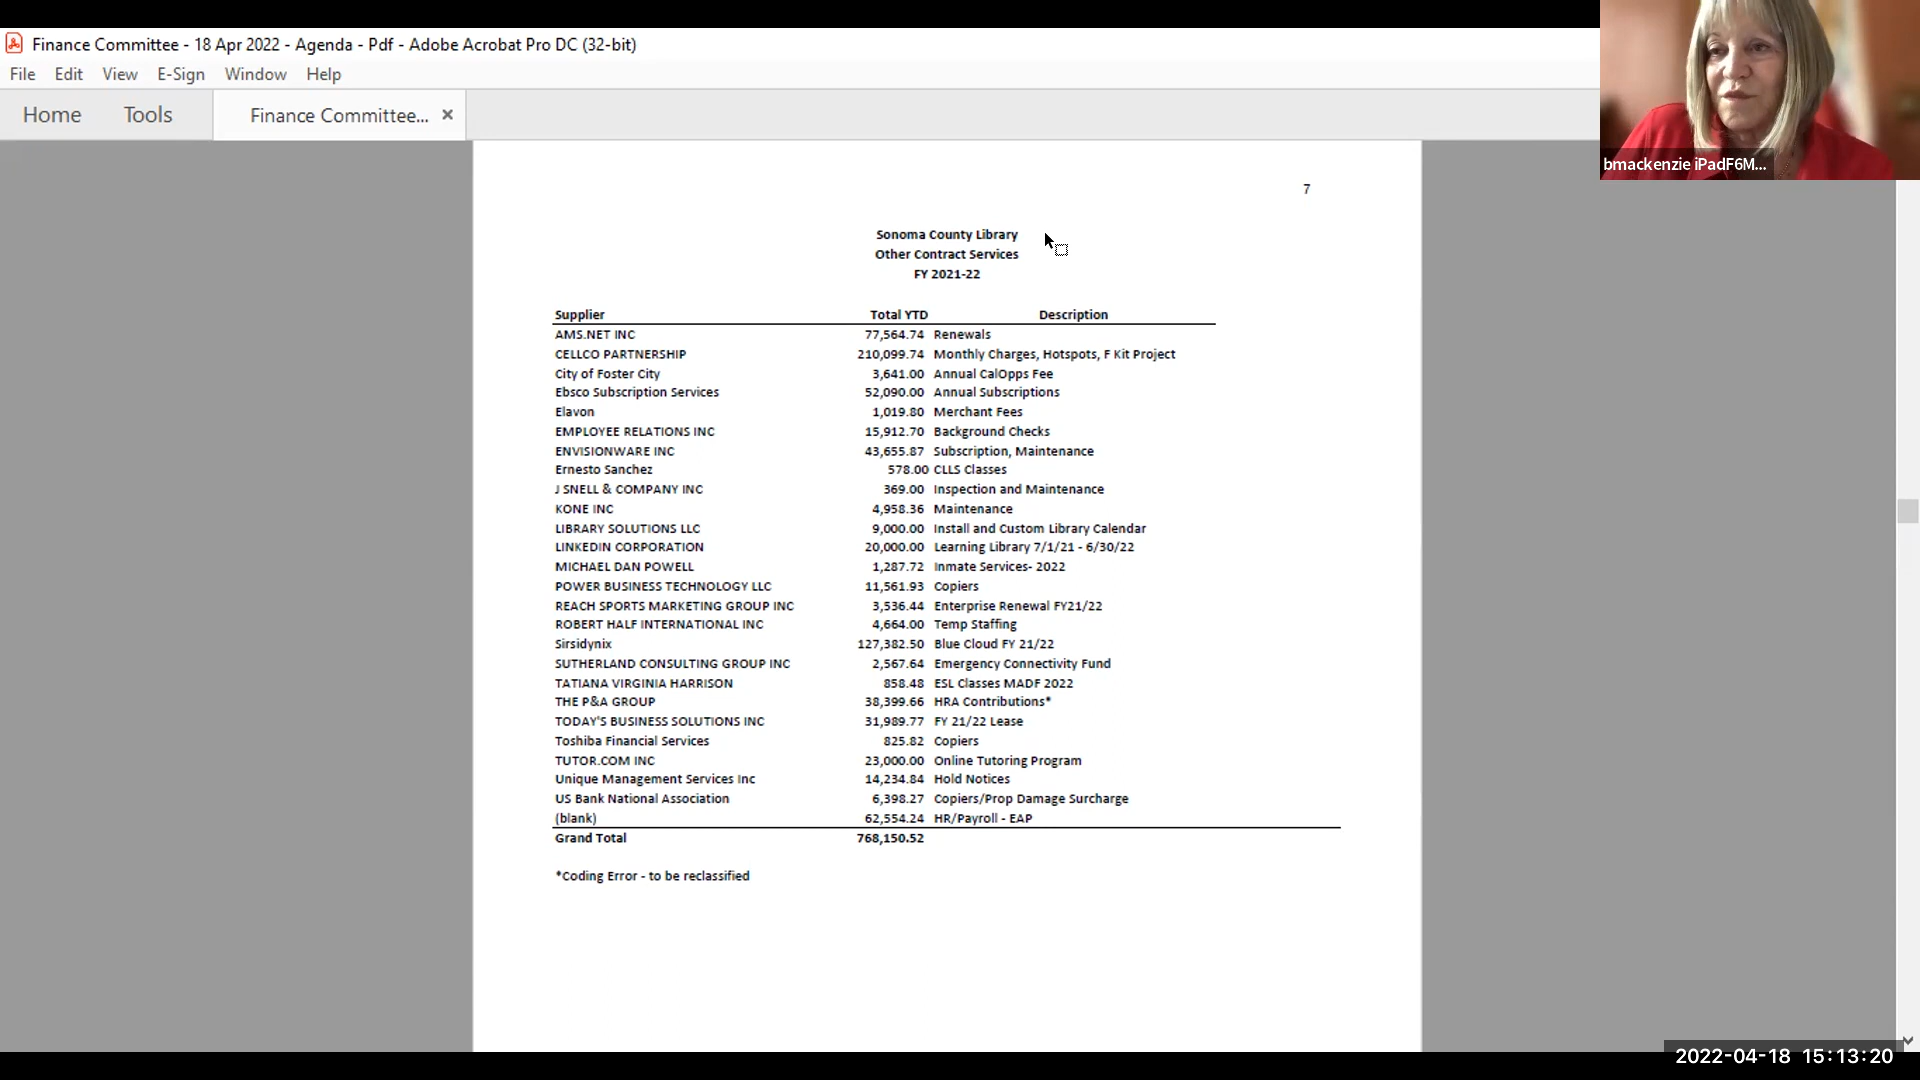 Finance Committee - 18 Apr 2022 - Agenda - Pdf - Adobe Acrobat Pro DC (32-bit)
File Edit View E-Sign Window Help
Home Tools Finance Committee... ×
bmackenzie iPadF6M...
7
Sonoma County Library
Other Contract Services
FY 2021-22
Supplier Total YTD Description
AMS.NET INC 77,564.74 Renewals
CELLCO PARTNERSHIP 210,099.74 Monthly Charges, Hotspots, F Kit Project
City of Foster City 3,641.00 Annual CalOpps Fee
Ebsco Subscription Services 52,090.00 Annual Subscriptions
Elavon 1,019.80 Merchant Fees
EMPLOYEE RELATIONS INC 15,912.70 Background Checks
ENVISIONWARE INC 43,655.87 Subscription, Maintenance
Ernesto Sanchez 578.00 CLLS Classes
J SNELL & COMPANY INC 369.00 Inspection and Maintenance
KONE INC 4,958.36 Maintenance
LIBRARY SOLUTIONS LLC 9,000.00 Install and Custom Library Calendar
LINKEDIN CORPORATION 20,000.00 Learning Library 7/1/21 - 6/30/22
MICHAEL DAN POWELL 1,287.72 Inmate Services- 2022
POWER BUSINESS TECHNOLOGY LLC 11,561.93 Copiers
REACH SPORTS MARKETING GROUP INC 3,536.44 Enterprise Renewal FY21/22
ROBERT HALF INTERNATIONAL INC 4,664.00 Temp Staffing
Sirsidynix 127,382.50 Blue Cloud FY 21/22
SUTHERLAND CONSULTING GROUP INC 2,567.64 Emergency Connectivity Fund
TATIANA VIRGINIA HARRISON 858.48 ESL Classes MADF 2022
THE P&A GROUP 38,399.66 HRA Contributions*
TODAY'S BUSINESS SOLUTIONS INC 31,989.77 FY 21/22 Lease
Toshiba Financial Services 825.82 Copiers
TUTOR.COM INC 23,000.00 Online Tutoring Program
Unique Management Services Inc 14,234.84 Hold Notices
US Bank National Association 6,398.27 Copiers/Prop Damage Surcharge
(blank) 62,554.24 HR/Payroll - EAP
Grand Total 768,150.52
*Coding Error - to be reclassified
2022-04-18 15:13:20